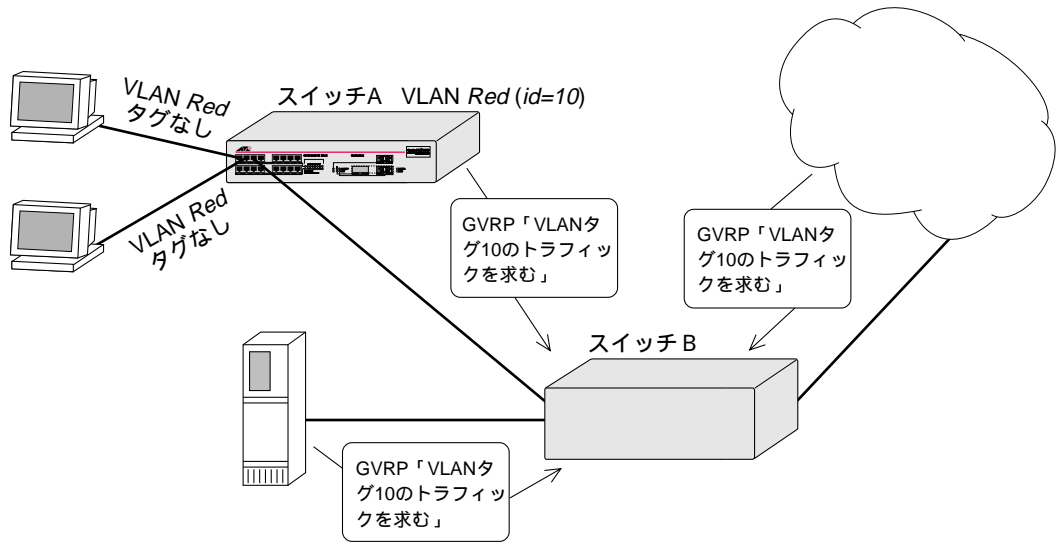 VLAN Red
タグなし
スイッチA VLAN Red (id=10)
VLAN Red
タグなし
GVRP「VLANタ
グ10のトラフィッ
クを求む」
GVRP「VLANタ
グ10のトラフィッ
クを求む」
スイッチB
GVRP「VLANタ
グ10のトラフィッ
クを求む」